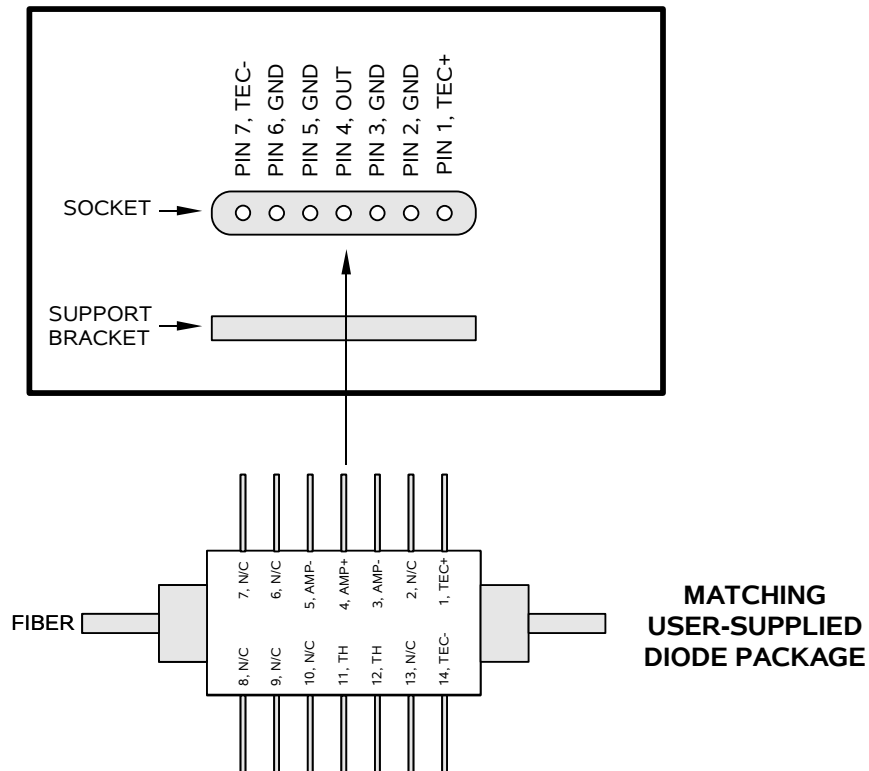 PIN 7, TEC-
PIN 6, GND
PIN 5, GND
PIN 4, OUT
PIN 3, GND
PIN 2, GND
PIN 1, TEC+
SOCKET
SUPPORT
BRACKET
7, N/C
6, N/C
5, AMP-
4, AMP+
3, AMP-
2, N/C
1, TEC+
FIBER
8, N/C
9, N/C
10, N/C
11, TH
12, TH
13, N/C
14, TEC-
MATCHING
USER-SUPPLIED
DIODE PACKAGE